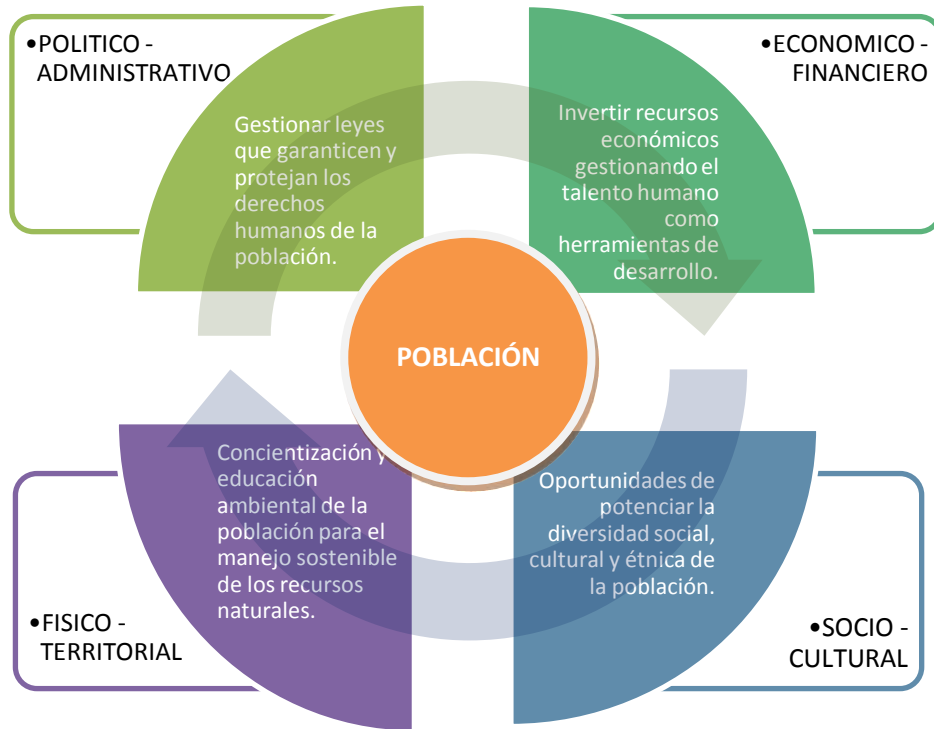 •POLITICO -
ADMINISTRATIVO
Gestionar leyes
que garanticen y
protejan los
derechos
humanos de la
población.
•ECONOMICO -
FINANCIERO
Invertir recursos
económicos
gestionando el
talento humano
como
herramientas de
desarrollo.
POBLACIÓN
Concientización y
educación
ambiental de la
población para el
manejo sostenible
de los recursos
naturales.
•FISICO -
TERRITORIAL
Oportunidades de
potenciar la
diversidad social,
cultural y étnica de
la población.
•SOCIO -
CULTURAL